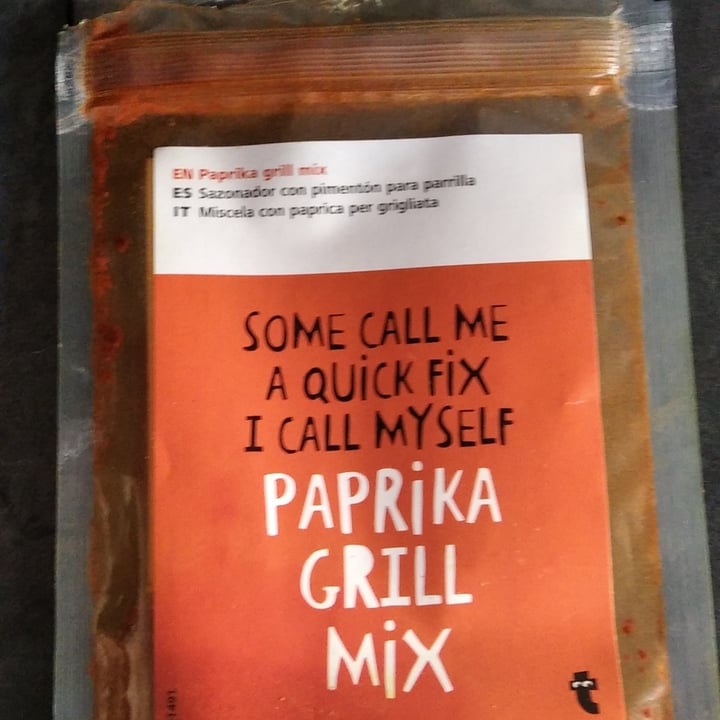 EN Paprika grill mix
ES Sazonador con pimentón para parrilla
IT Miscela con paprica per grigliata
SOME CALL ME
A QUiCK FiX
I CALL MYSELF
PAPRiKA
GRILL
MiX
t
1491